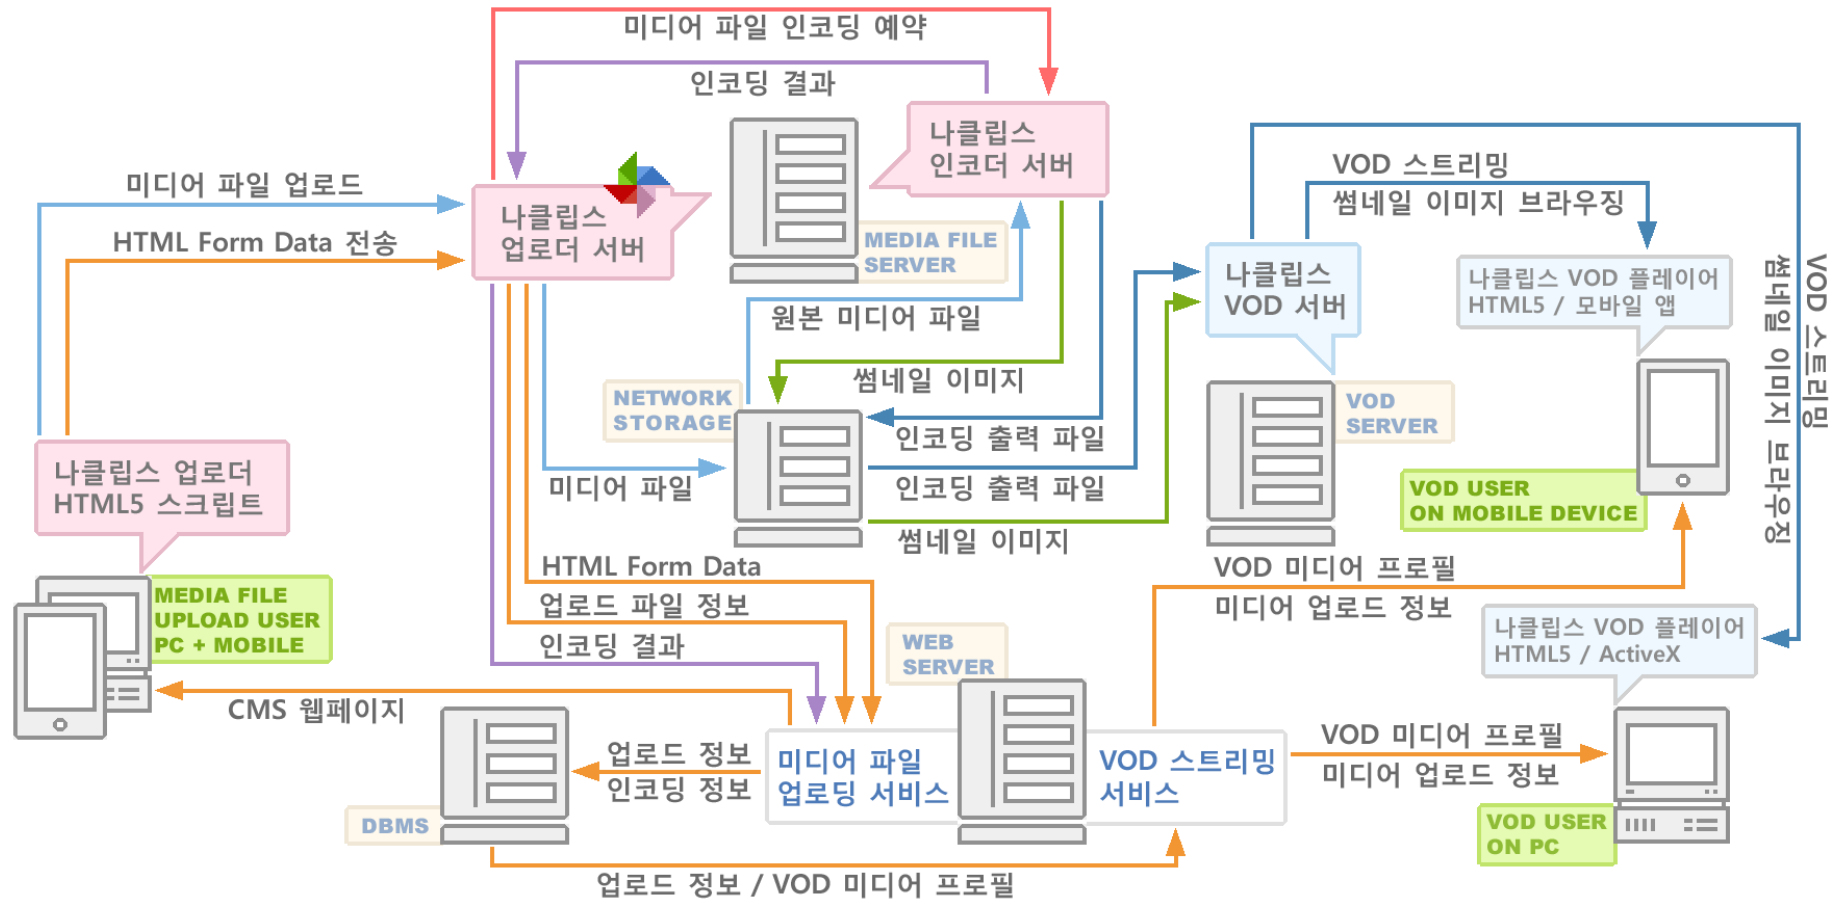 미디어 파일 인코딩 예약
인코딩 결과
나클립스
인코더 서버
미디어 파일 업로드
HTML Form Data 전송
나클립스
업로더 서버
MEDIA FILE
SERVER
원본 미디어 파일
썸네일 이미지
NETWORK
STORAGE
인코딩 출력 파일
미디어 파일
인코딩 출력 파일
썸네일 이미지
VOD 스트리밍
썸네일 이미지 브라우징
나클립스
VOD 서버
나클립스 VOD 플레이어
HTML5 / 모바일 앱
VOD 스트리밍
썸네일 이미지 브라우징
VOD
SERVER
VOD USER
ON MOBILE DEVICE
나클립스 업로더
HTML5 스크립트
MEDIA FILE
UPLOAD USER
PC + MOBILE
HTML Form Data
업로드 파일 정보
인코딩 결과
WEB
SERVER
VOD 미디어 프로필
미디어 업로드 정보
나클립스 VOD 플레이어
HTML5 / ActiveX
CMS 웹페이지
업로드 정보
인코딩 정보
DBMS
미디어 파일
업로딩 서비스
VOD 스트리밍
서비스
VOD 미디어 프로필
미디어 업로드 정보
VOD USER
ON PC
업로드 정보 / VOD 미디어 프로필